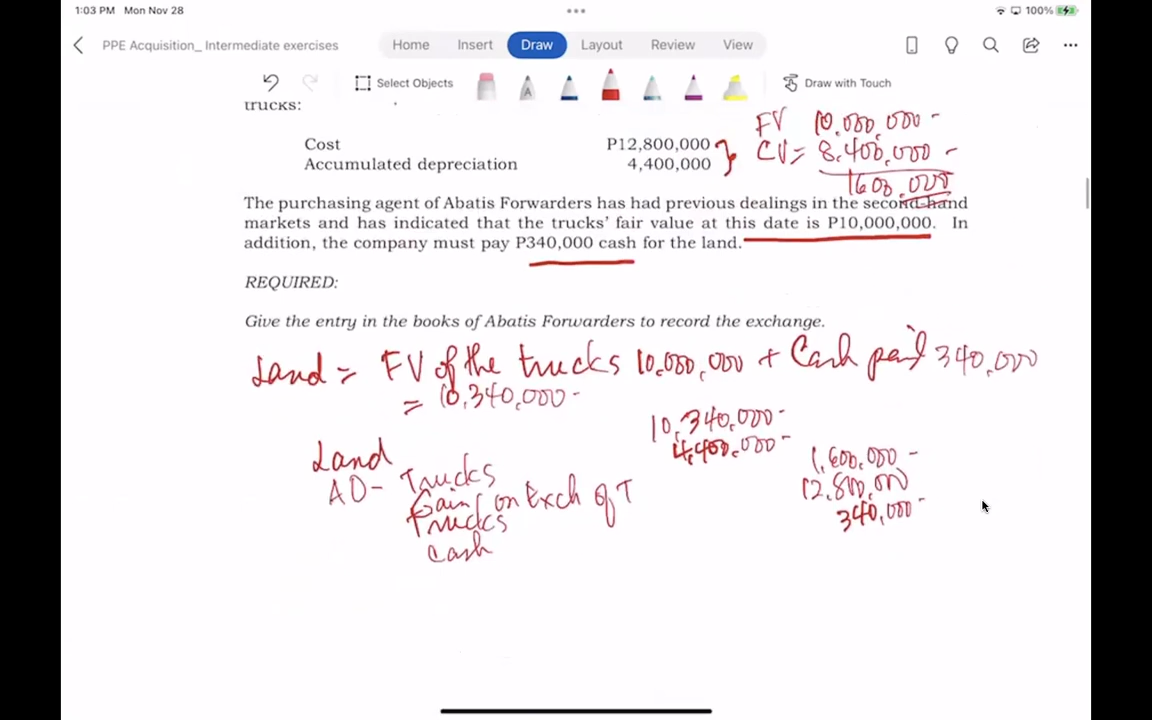 1:03 PM Mon Nov 28
100%
PPE Acquisition_ Intermediate exercises
Home Insert Draw Layout Review View
Select Objects
A
Draw with Touch
trucks:
FV 10,000,000 -
Cost P12,800,000
CV = 8,400,000 -
Accumulated depreciation 4,400,000
1600,000
The purchasing agent of Abatis Forwarders has had previous dealings in the second-hand
markets and has indicated that the trucks' fair value at this date is P10,000,000. In
addition, the company must pay P340,000 cash for the land.
REQUIRED:
Give the entry in the books of Abatis Forwarders to record the exchange.
Land = FV of the trucks 10,000,000 + Cash paid 340,000
= 10,340,000 -
Land 10,340,000 -
AD - Trucks 4,400,000 -
Gain on Exch of T 1,600,000 -
Trucks 12,800,000
Cash 340,000 -